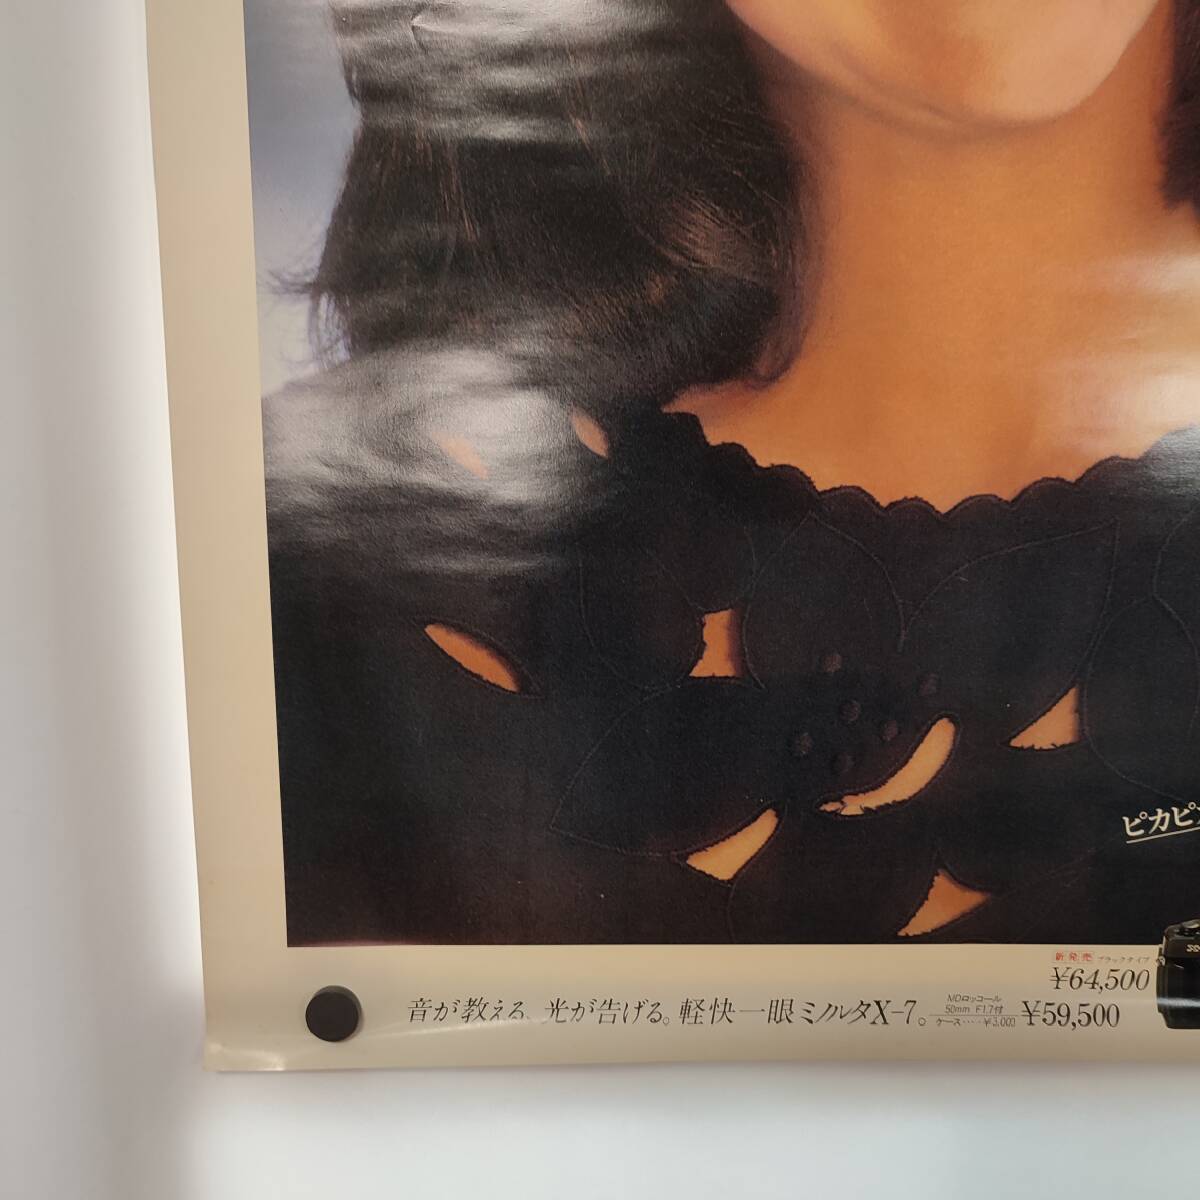 ピカピ
新発売 ブラックタイプ
¥64,500
音が教える、光が告げる。軽快一眼ミノルタX-7。
MDロッコール
50mm F1.7付
ケース‥‥¥3,000
¥59,500